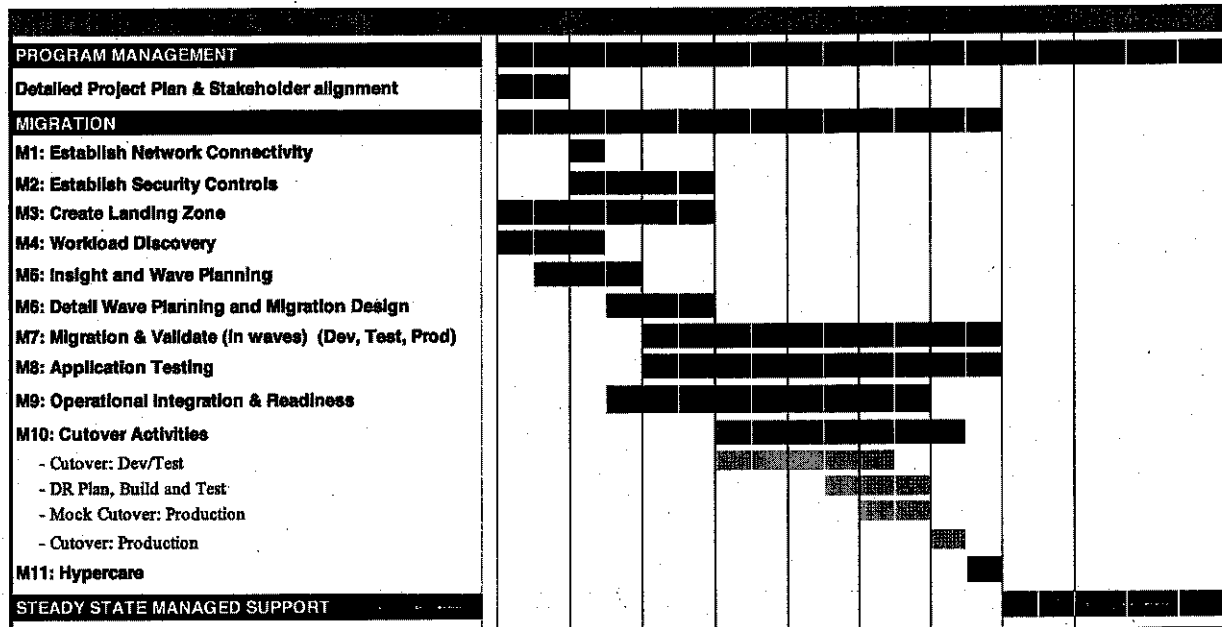 PROGRAM MANAGEMENT
Detailed Project Plan & Stakeholder alignment
MIGRATION
M1: Establish Network Connectivity
M2: Establish Security Controls
M3: Create Landing Zone
M4: Workload Discovery
M5: Insight and Wave Planning
M6: Detail Wave Planning and Migration Design
M7: Migration & Validate (in waves) (Dev, Test, Prod)
M8: Application Testing
M9: Operational Integration & Readiness
M10: Cutover Activities
- Cutover: Dev/Test
- DR Plan, Build and Test
- Mock Cutover: Production
- Cutover: Production
M11: Hypercare
STEADY STATE MANAGED SUPPORT